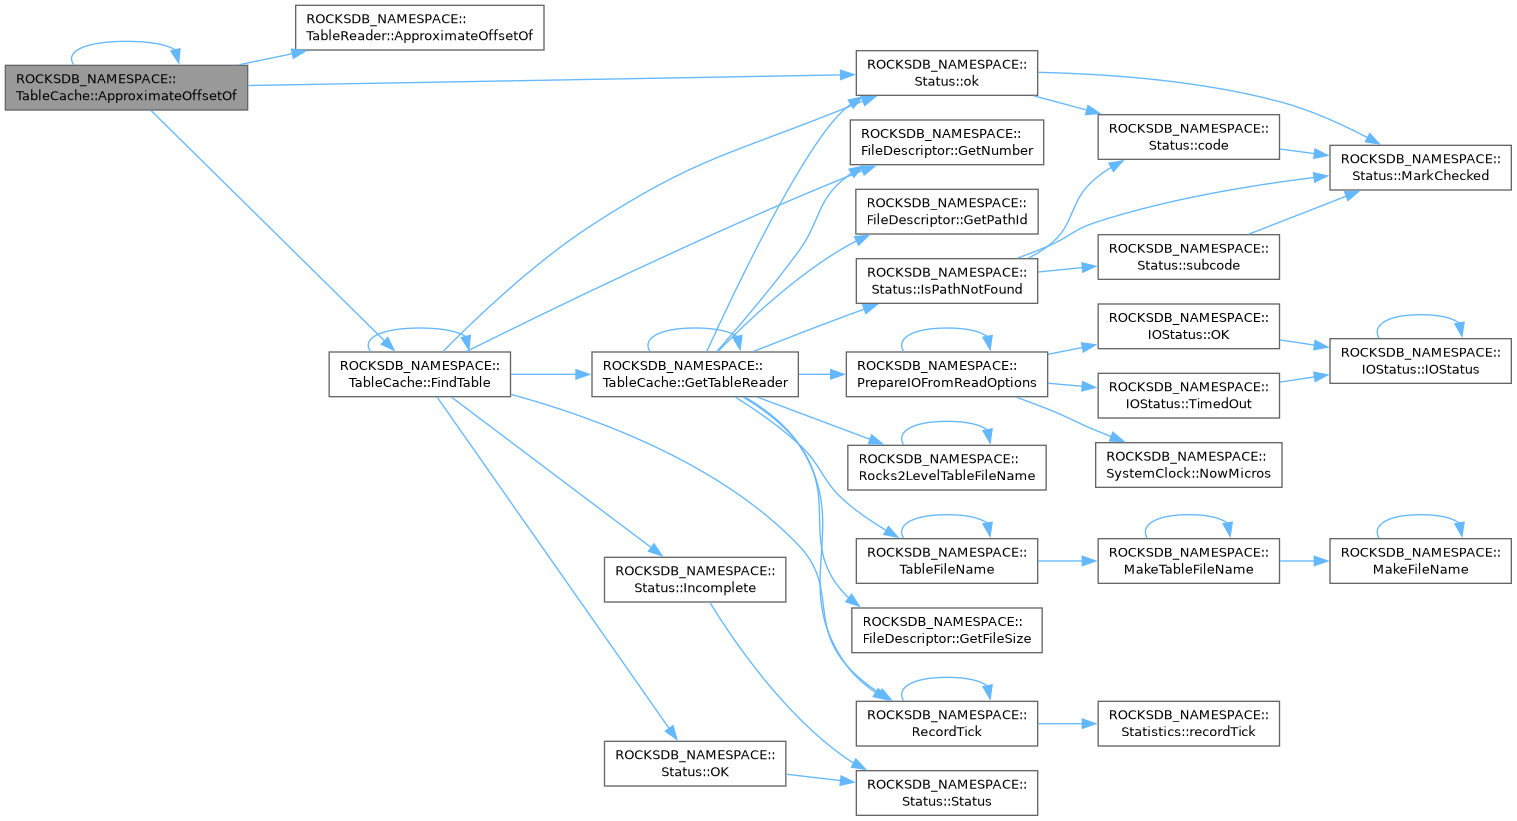 ROCKSDB_NAMESPACE::
TableCache::ApproximateOffsetOf
ROCKSDB_NAMESPACE::
TableReader::ApproximateOffsetOf
ROCKSDB_NAMESPACE::
TableCache::FindTable
ROCKSDB_NAMESPACE::
Status::Incomplete
ROCKSDB_NAMESPACE::
Status::OK
ROCKSDB_NAMESPACE::
TableCache::GetTableReader
ROCKSDB_NAMESPACE::
Status::ok
ROCKSDB_NAMESPACE::
FileDescriptor::GetNumber
ROCKSDB_NAMESPACE::
FileDescriptor::GetPathId
ROCKSDB_NAMESPACE::
Status::IsPathNotFound
ROCKSDB_NAMESPACE::
PrepareIOFromReadOptions
ROCKSDB_NAMESPACE::
Rocks2LevelTableFileName
ROCKSDB_NAMESPACE::
TableFileName
ROCKSDB_NAMESPACE::
FileDescriptor::GetFileSize
ROCKSDB_NAMESPACE::
RecordTick
ROCKSDB_NAMESPACE::
Status::Status
ROCKSDB_NAMESPACE::
Status::code
ROCKSDB_NAMESPACE::
Status::subcode
ROCKSDB_NAMESPACE::
IOStatus::OK
ROCKSDB_NAMESPACE::
IOStatus::TimedOut
ROCKSDB_NAMESPACE::
SystemClock::NowMicros
ROCKSDB_NAMESPACE::
MakeTableFileName
ROCKSDB_NAMESPACE::
Statistics::recordTick
ROCKSDB_NAMESPACE::
Status::MarkChecked
ROCKSDB_NAMESPACE::
IOStatus::IOStatus
ROCKSDB_NAMESPACE::
MakeFileName